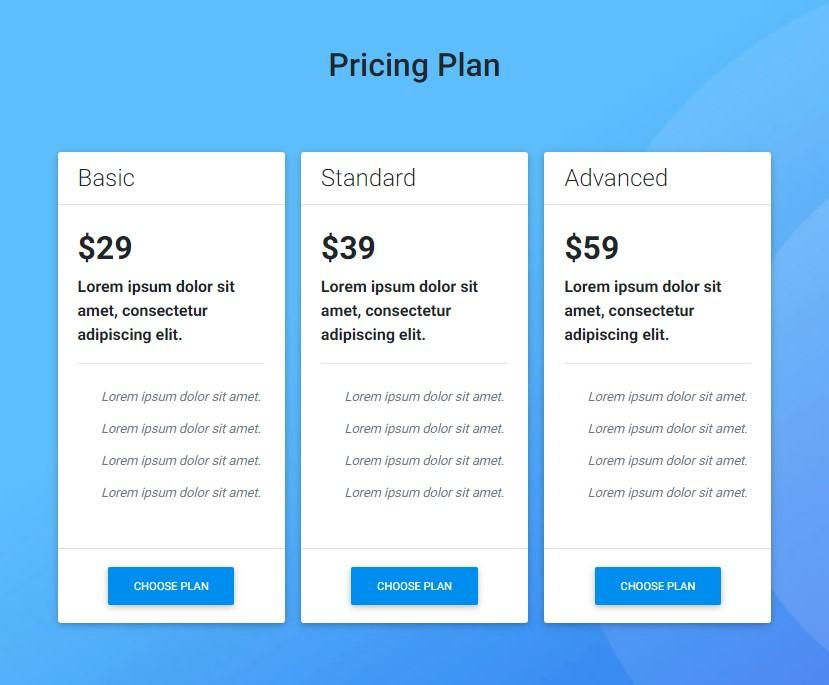 Pricing Plan
Basic
$29
Lorem ipsum dolor sit
amet, consectetur
adipiscing elit.
Lorem ipsum dolor sit amet.
Lorem ipsum dolor sit amet.
Lorem ipsum dolor sit amet.
Lorem ipsum dolor sit amet.
CHOOSE PLAN
Standard
$39
Lorem ipsum dolor sit
amet, consectetur
adipiscing elit.
Lorem ipsum dolor sit amet.
Lorem ipsum dolor sit amet.
Lorem ipsum dolor sit amet.
Lorem ipsum dolor sit amet.
CHOOSE PLAN
Advanced
$59
Lorem ipsum dolor sit
amet, consectetur
adipiscing elit.
Lorem ipsum dolor sit amet.
Lorem ipsum dolor sit amet.
Lorem ipsum dolor sit amet.
Lorem ipsum dolor sit amet.
CHOOSE PLAN